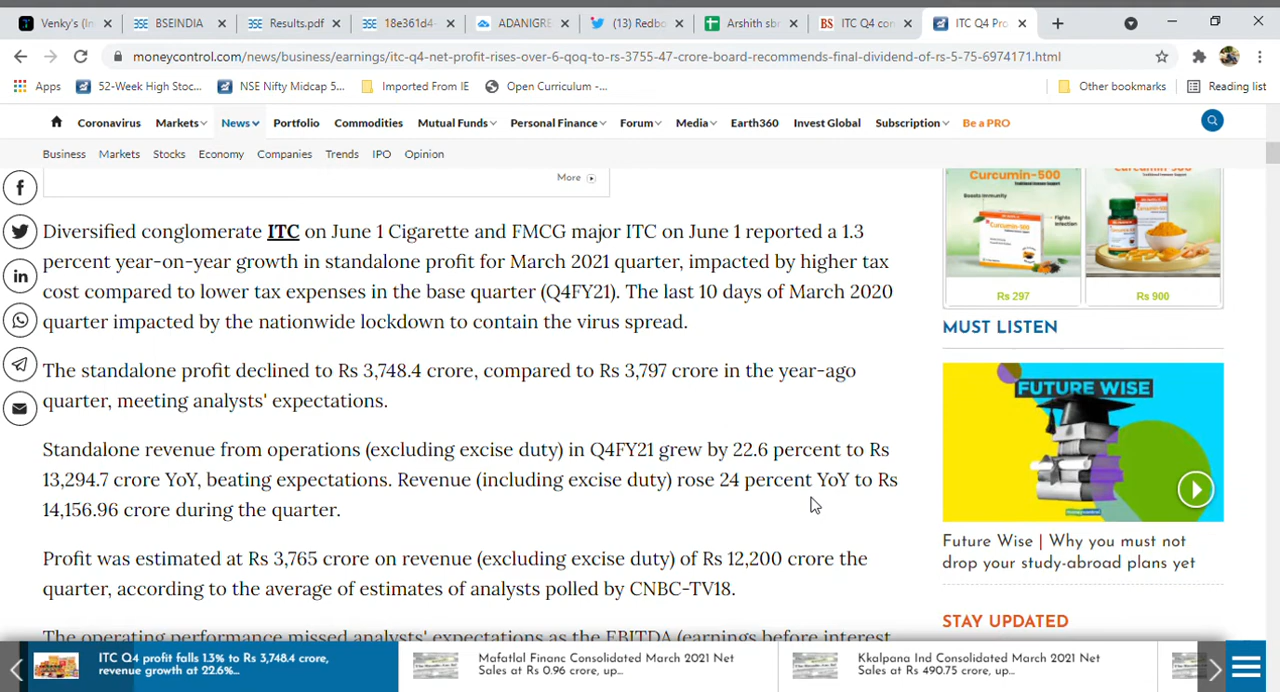 Venky's (In
BSEINDIA
Results.pdf
18e361d4-
ADANIGRE
(13) Redbo
Arshith sbr
BS ITC Q4 con
ITC Q4 Pro
moneycontrol.com/news/business/earnings/itc-q4-net-profit-rises-over-6-qoq-to-rs-3755-47-crore-board-recommends-final-dividend-of-rs-5-75-6974171.html
Apps
52-Week High Stoc...
NSE Nifty Midcap 5...
Imported From IE
Open Curriculum -...
Other bookmarks
Reading list
Coronavirus
Markets
News
Portfolio
Commodities
Mutual Funds
Personal Finance
Forum
Media
Earth360
Invest Global
Subscription
Be a PRO
Business
Markets
Stocks
Economy
Companies
Trends
IPO
Opinion
More
Diversified conglomerate ITC on June 1 Cigarette and FMCG major ITC on June 1 reported a 1.3
percent year-on-year growth in standalone profit for March 2021 quarter, impacted by higher tax
cost compared to lower tax expenses in the base quarter (Q4FY21). The last 10 days of March 2020
quarter impacted by the nationwide lockdown to contain the virus spread.
The standalone profit declined to Rs 3,748.4 crore, compared to Rs 3,797 crore in the year-ago
quarter, meeting analysts' expectations.
Standalone revenue from operations (excluding excise duty) in Q4FY21 grew by 22.6 percent to Rs
13,294.7 crore YoY, beating expectations. Revenue (including excise duty) rose 24 percent YoY to Rs
14,156.96 crore during the quarter.
Profit was estimated at Rs 3,765 crore on revenue (excluding excise duty) of Rs 12,200 crore the
quarter, according to the average of estimates of analysts polled by CNBC-TV18.
The operating performance missed analysts' expectations as the EBITDA (earnings before interest
Curcumin-500
Boosts Immunity
Fights
Infection
Rs 297
Rs 900
MUST LISTEN
FUTURE WISE
Future Wise | Why you must not
drop your study-abroad plans yet
STAY UPDATED
ITC Q4 profit falls 1.3% to Rs 3,748.4 crore,
revenue growth at 22.6%...
Mafatlal Financ Consolidated March 2021 Net
Sales at Rs 0.96 crore, up...
Kkalpana Ind Consolidated March 2021 Net
Sales at Rs 490.75 crore, up...